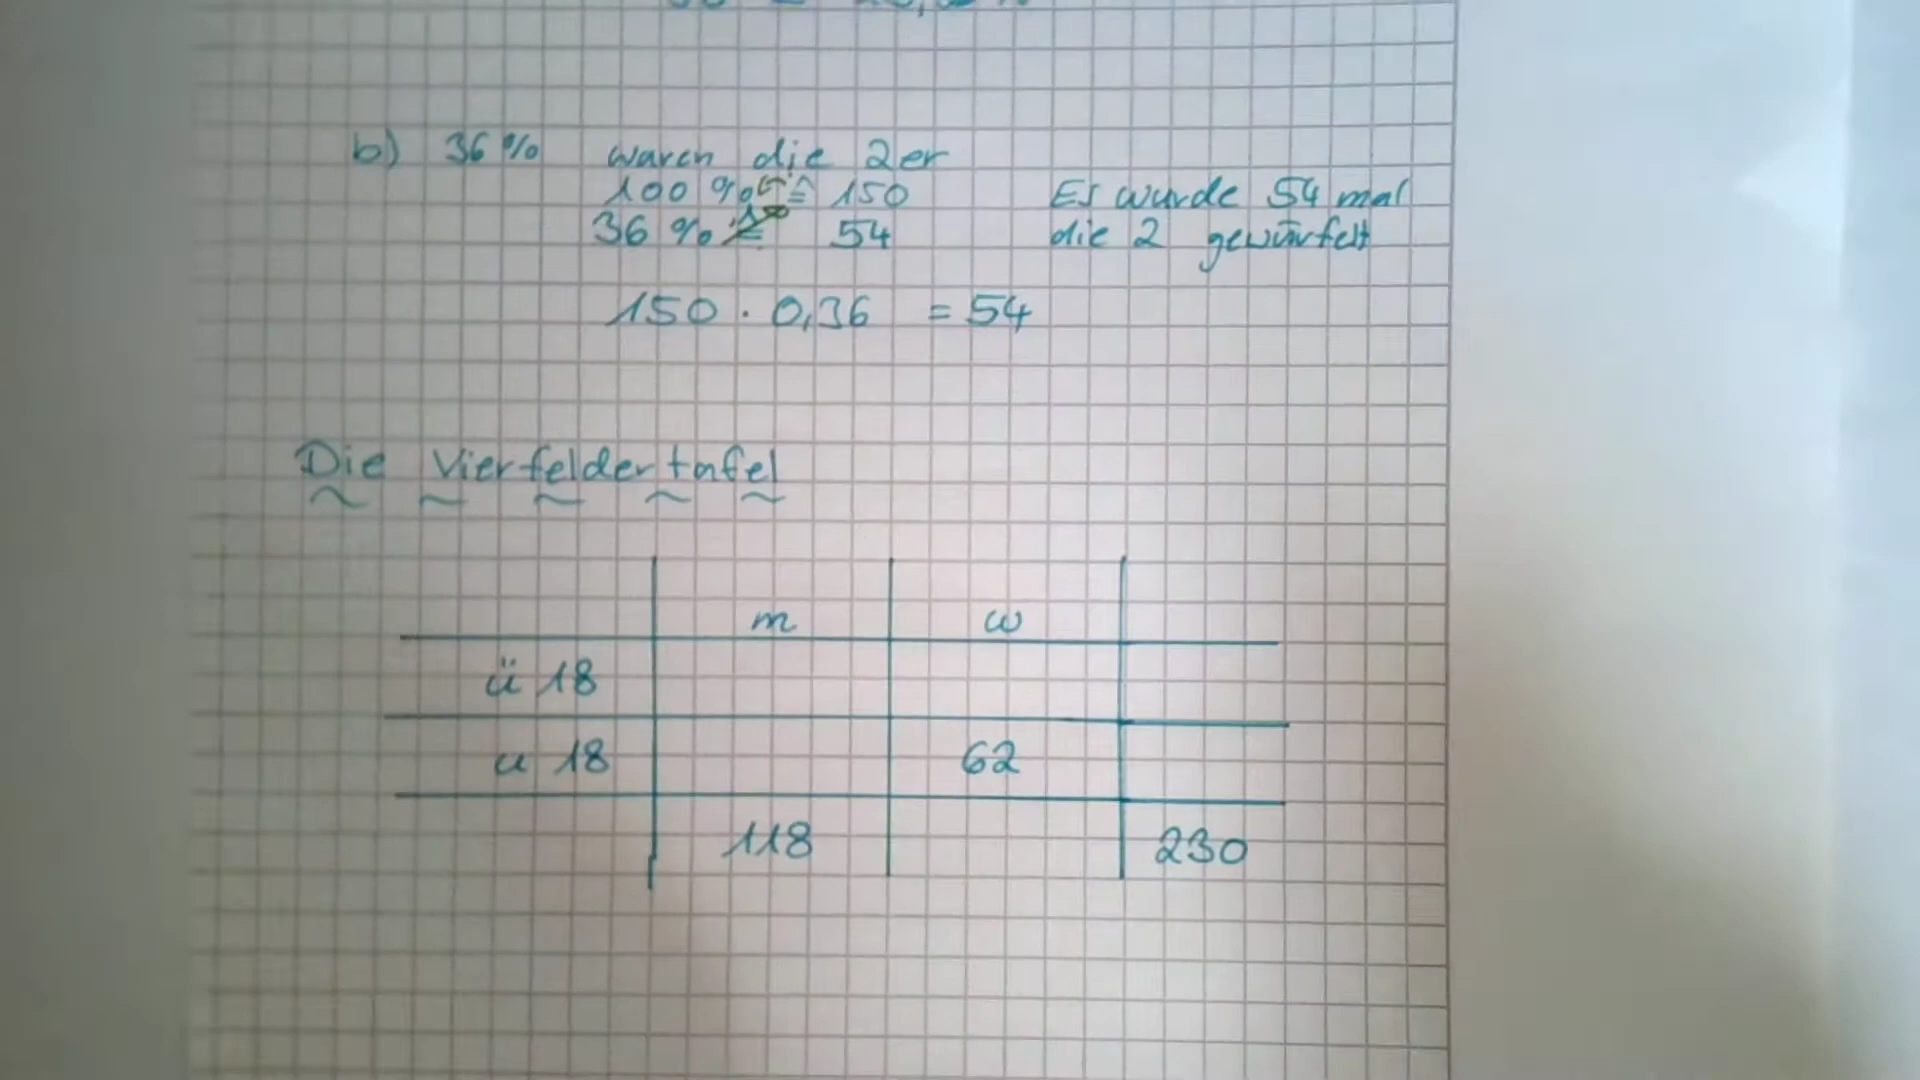 b) 36% waren die 2er
100 % ≙ 150 Es wurde 54 mal
36 % ≙ 54 die 2 gewürfelt
150 · 0,36 = 54
Die Vierfeldertafel
m w
ü 18
u 18 62
118 230